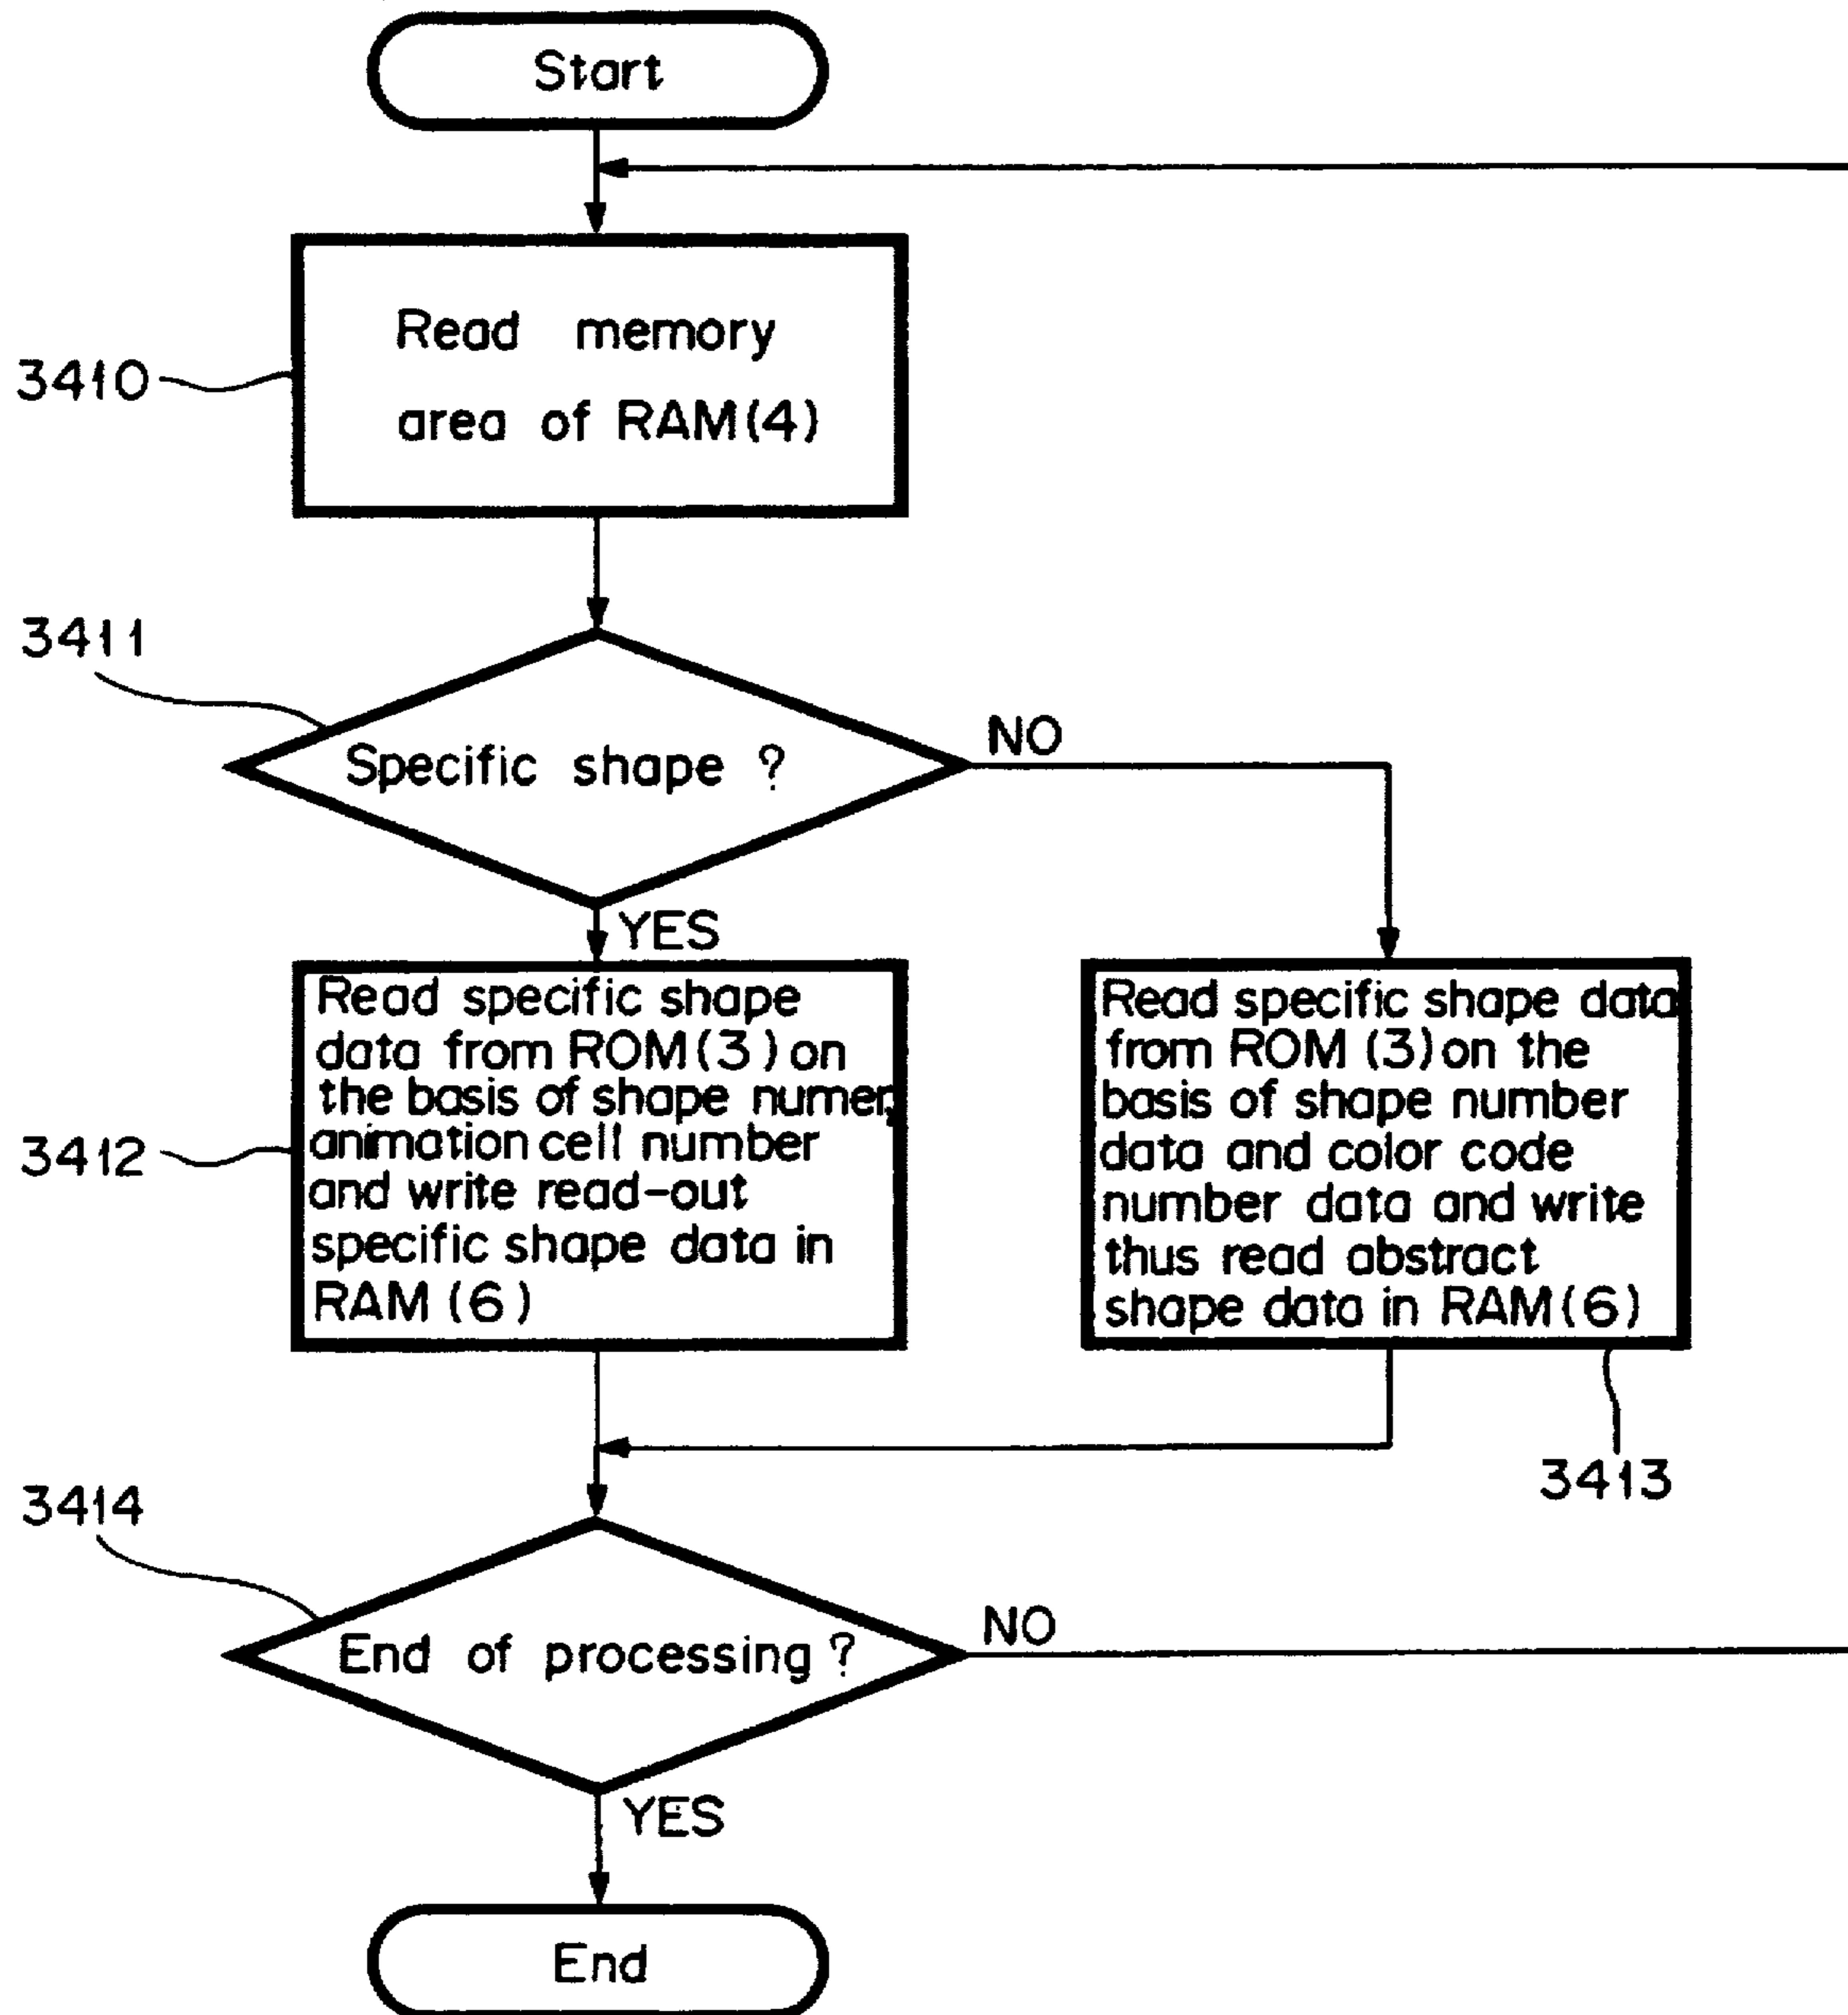 Start
Read memory
area of RAM(4)
3410
3411
Specific shape ?
NO
YES
Read specific shape
data from ROM(3) on
the basis of shape numer,
animation cell number
and write read-out
specific shape data in
RAM (6)
3412
Read specific shape data
from ROM (3) on the
basis of shape number
data and color code
number data and write
thus read abstract
shape data in RAM(6)
3413
3414
End of processing ?
NO
YES
End